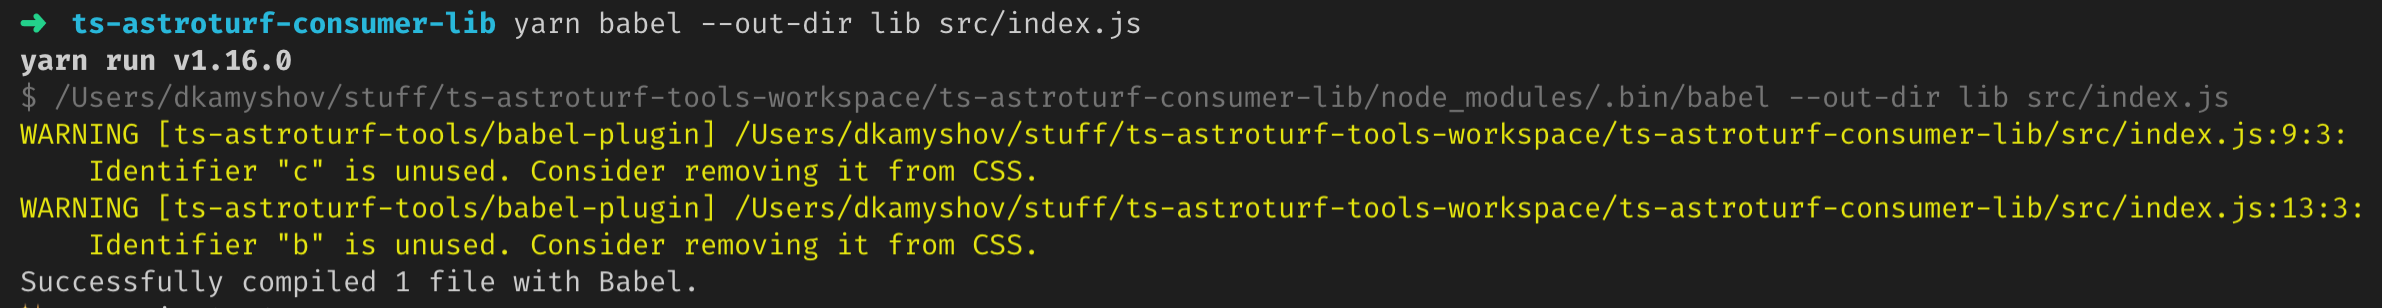 ➜ ts-astroturf-consumer-lib yarn babel --out-dir lib src/index.js
yarn run v1.16.0
$ /Users/dkamyshov/stuff/ts-astroturf-tools-workspace/ts-astroturf-consumer-lib/node_modules/.bin/babel --out-dir lib src/index.js
WARNING [ts-astroturf-tools/babel-plugin] /Users/dkamyshov/stuff/ts-astroturf-tools-workspace/ts-astroturf-consumer-lib/src/index.js:9:3:
Identifier "c" is unused. Consider removing it from CSS.
WARNING [ts-astroturf-tools/babel-plugin] /Users/dkamyshov/stuff/ts-astroturf-tools-workspace/ts-astroturf-consumer-lib/src/index.js:13:3:
Identifier "b" is unused. Consider removing it from CSS.
Successfully compiled 1 file with Babel.